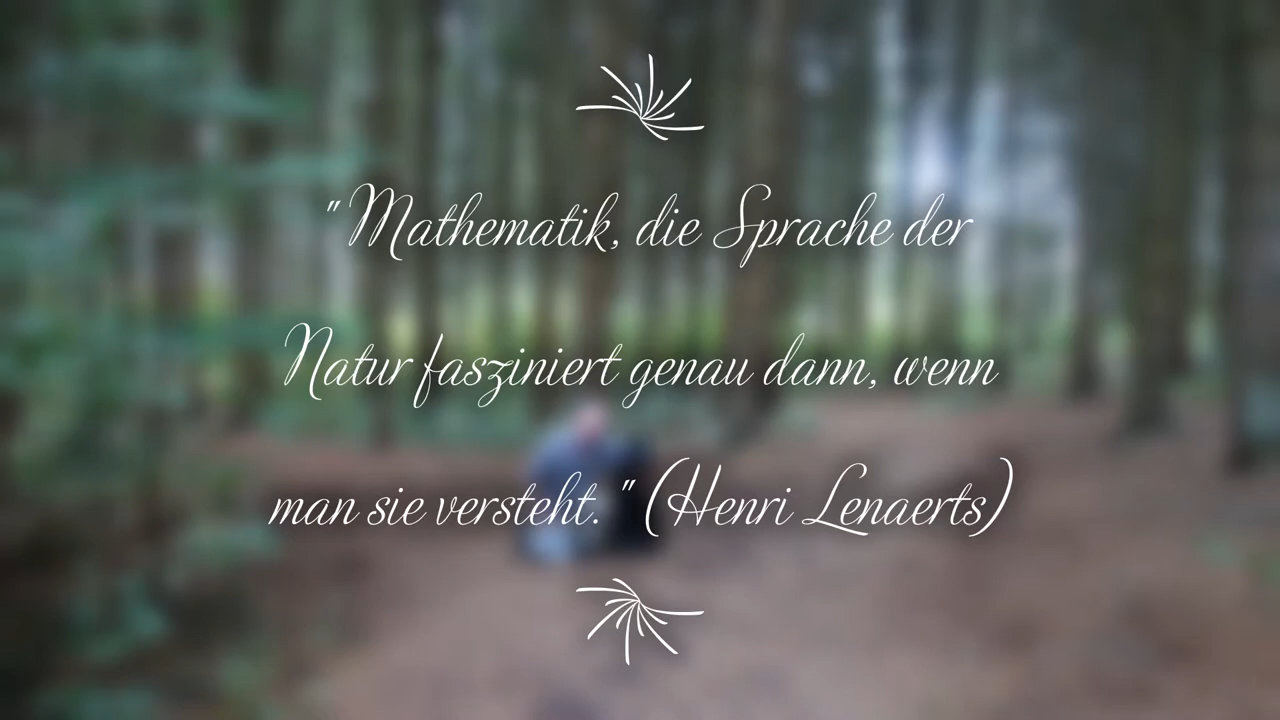 "Mathematik, die Sprache der
Natur fasziniert genau dann, wenn
man sie versteht." (Henri Lenaerts)